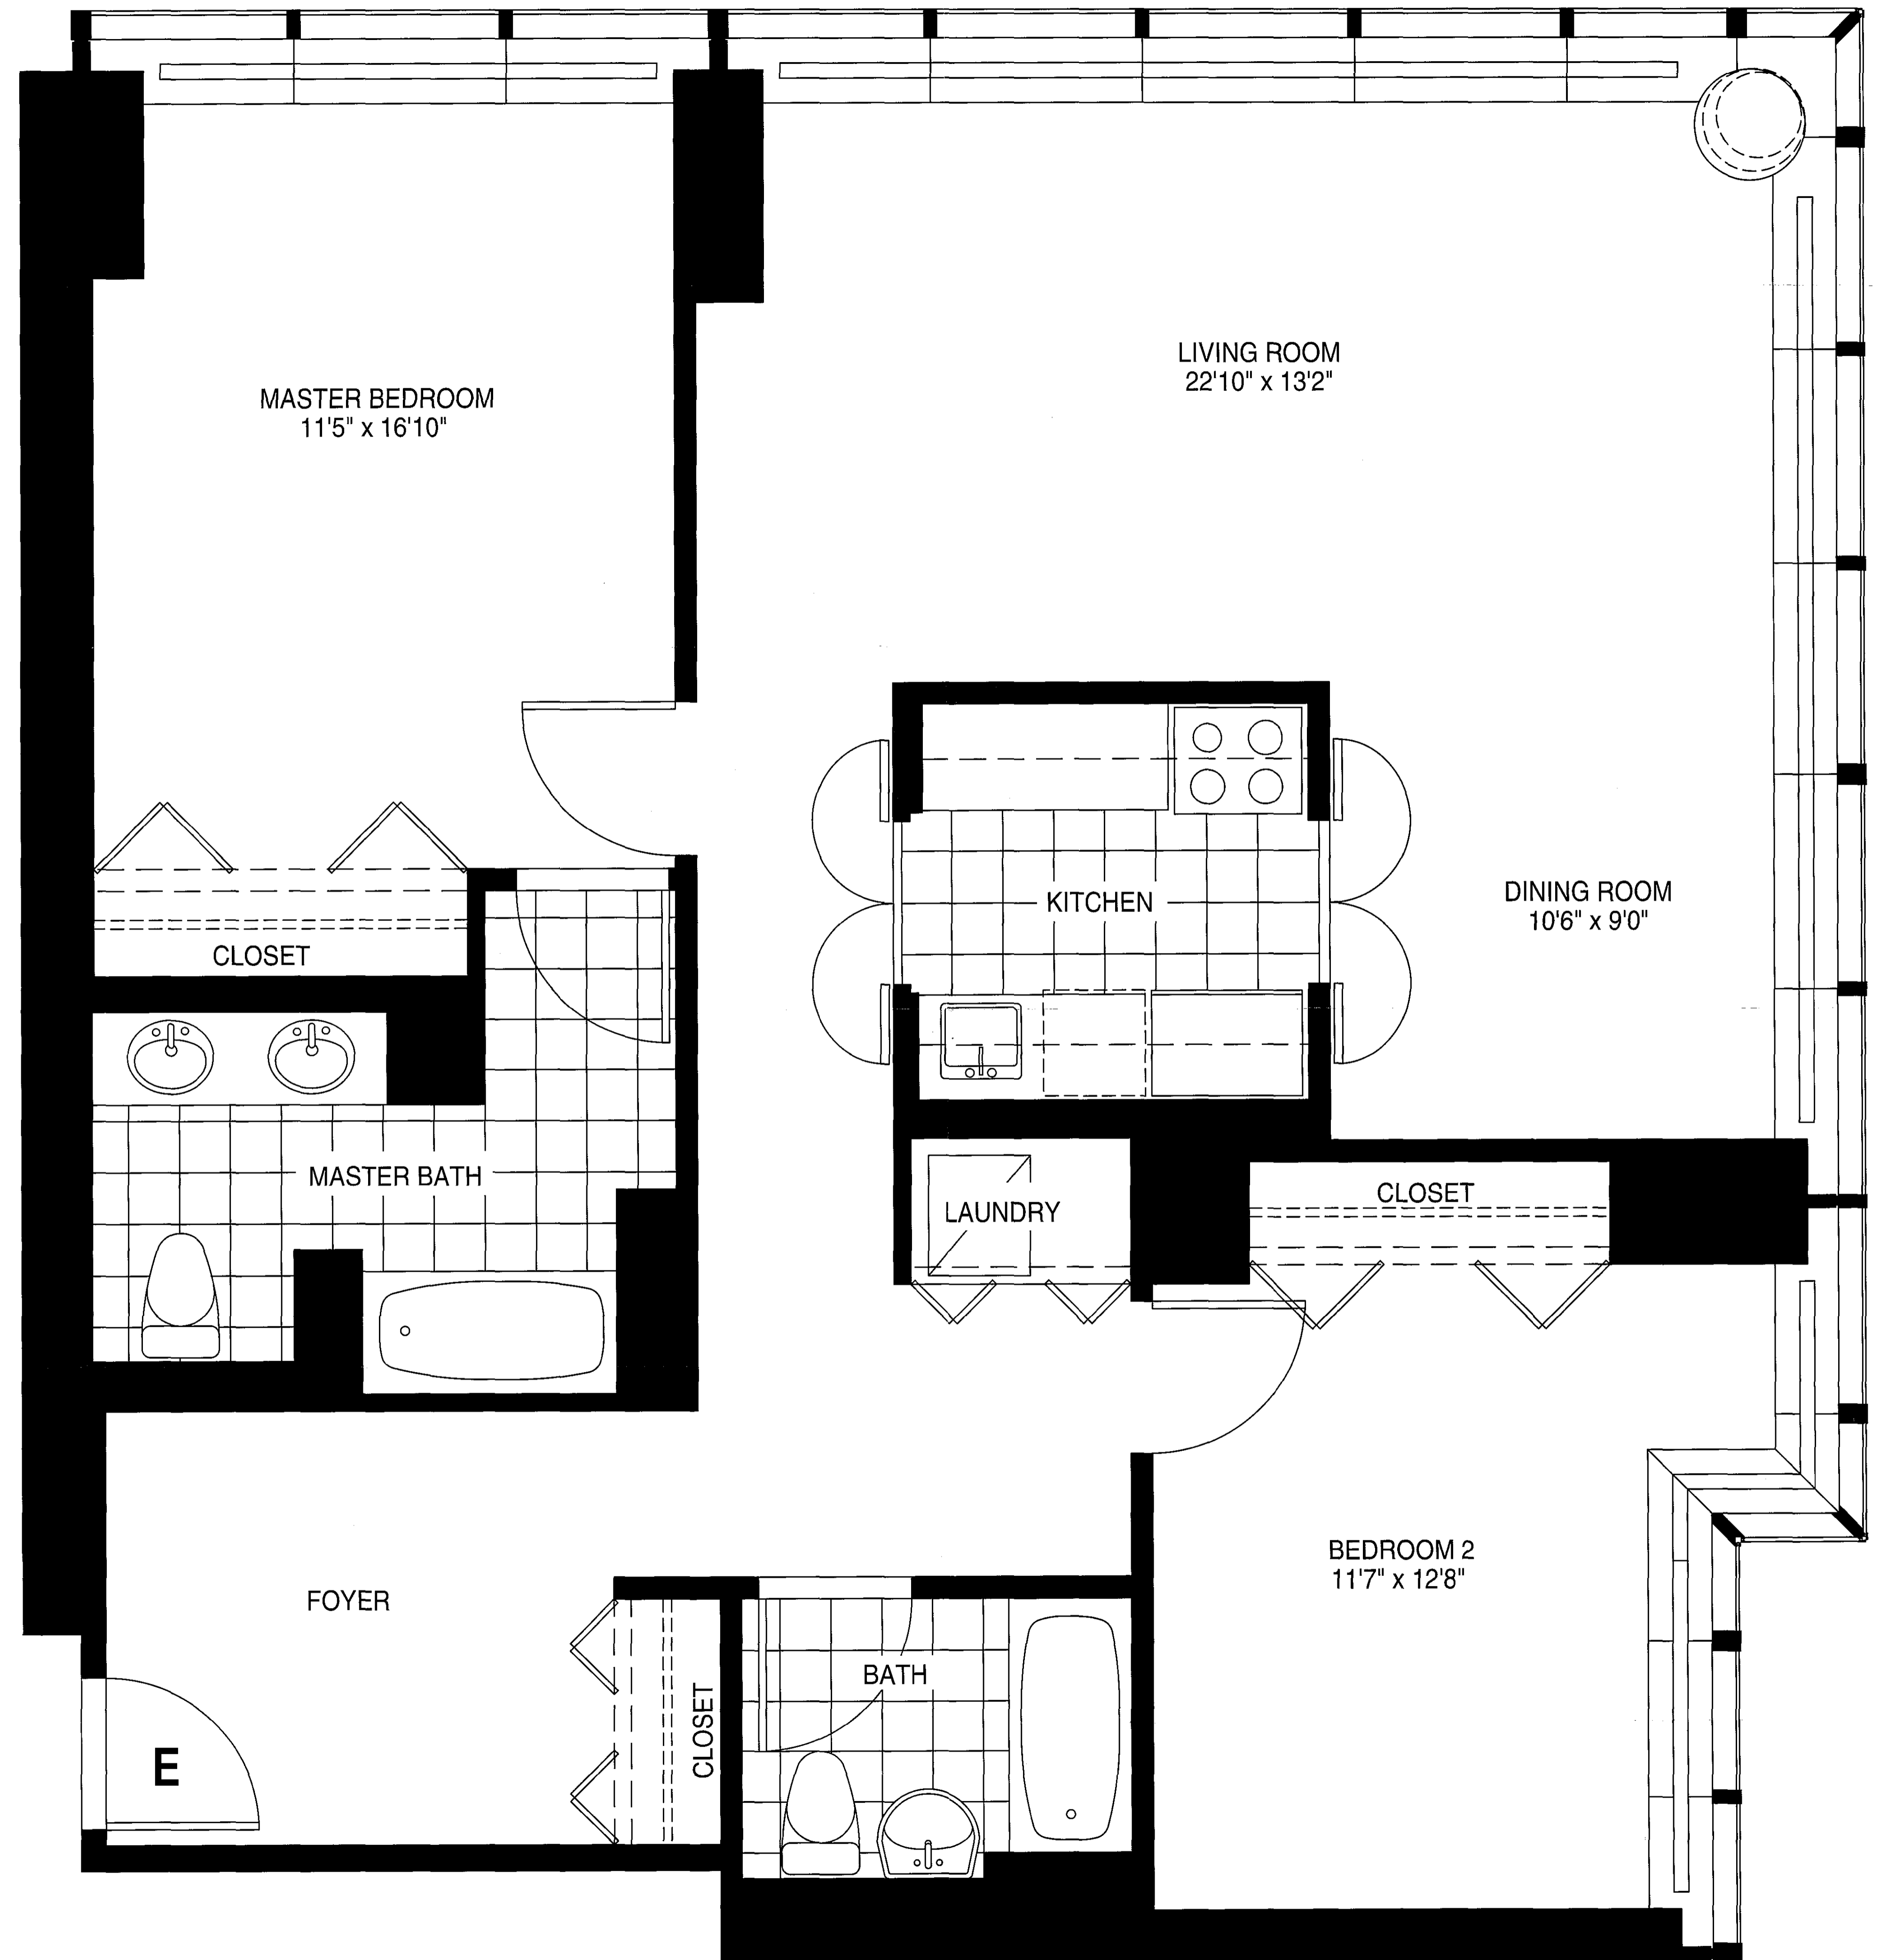 LIVING ROOM
22'10" x 13'2"
MASTER BEDROOM
11'5" x 16'10"
DINING ROOM
10'6" x 9'0"
KITCHEN
CLOSET
MASTER BATH
CLOSET
LAUNDRY
BEDROOM 2
11'7" x 12'8"
FOYER
BATH
CLOSET
E